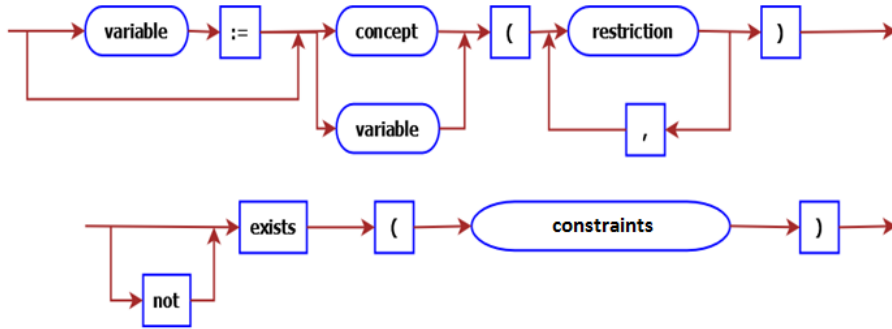 variable := concept ( restriction )
variable
,
exists ( constraints )
not